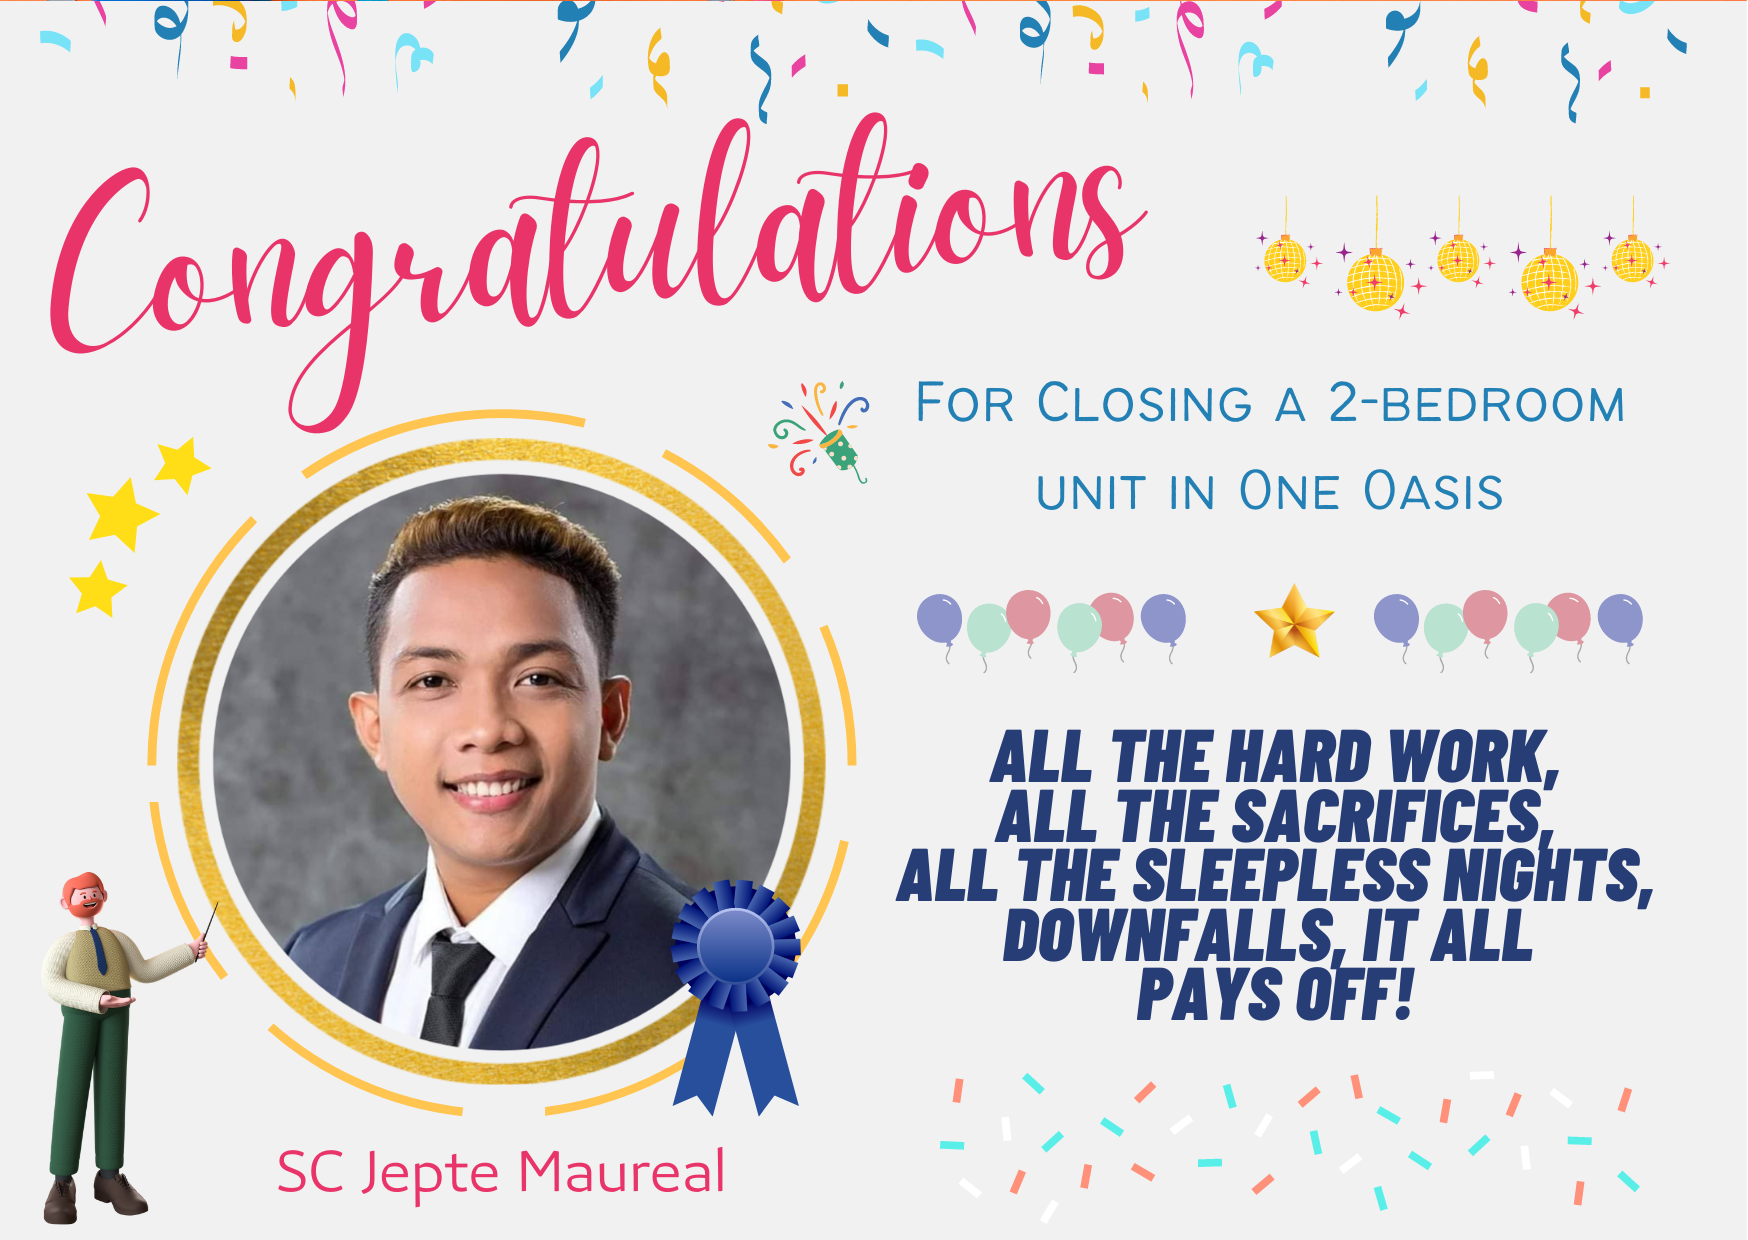 Congratulations
For Closing a 2-bedroom
unit in One Oasis
ALL THE HARD WORK,
ALL THE SACRIFICES,
ALL THE SLEEPLESS NIGHTS,
DOWNFALLS, IT ALL
PAYS OFF!
SC Jepte Maureal